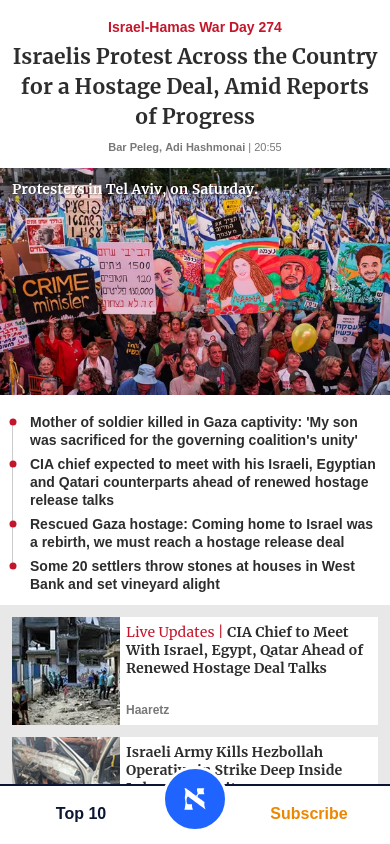 Israel-Hamas War Day 274
Israelis Protest Across the Country
for a Hostage Deal, Amid Reports
of Progress
Bar Peleg, Adi Hashmonai | 20:55
Protesters in Tel Aviv, on Saturday.
CRIME
minister
1500
Mother of soldier killed in Gaza captivity: 'My son
was sacrificed for the governing coalition's unity'
CIA chief expected to meet with his Israeli, Egyptian
and Qatari counterparts ahead of renewed hostage
release talks
Rescued Gaza hostage: Coming home to Israel was
a rebirth, we must reach a hostage release deal
Some 20 settlers throw stones at houses in West
Bank and set vineyard alight
Live Updates | CIA Chief to Meet
With Israel, Egypt, Qatar Ahead of
Renewed Hostage Deal Talks
Haaretz
Israeli Army Kills Hezbollah
Strike Deep Inside
Top 10
Subscribe